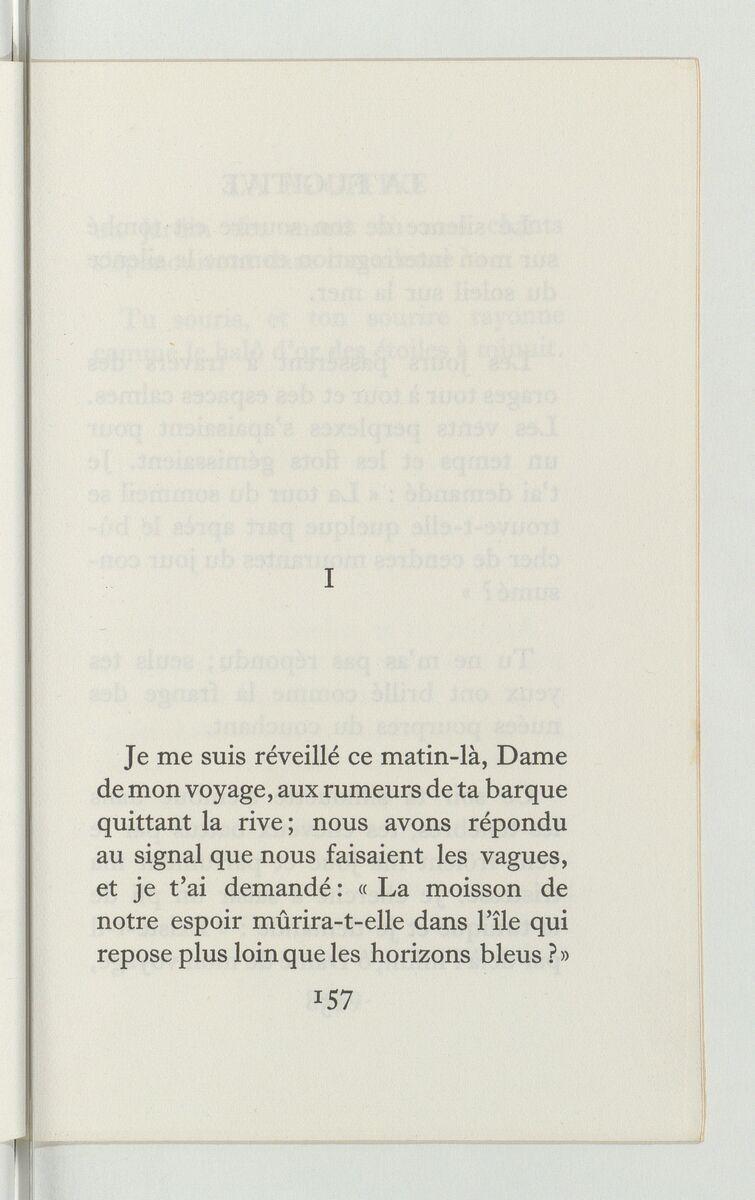 I
Je me suis réveillé ce matin-là, Dame
de mon voyage, aux rumeurs de ta barque
quittant la rive; nous avons répondu
au signal que nous faisaient les vagues,
et je t'ai demandé: « La moisson de
notre espoir mûrira-t-elle dans l'île qui
repose plus loin que les horizons bleus ?»
157